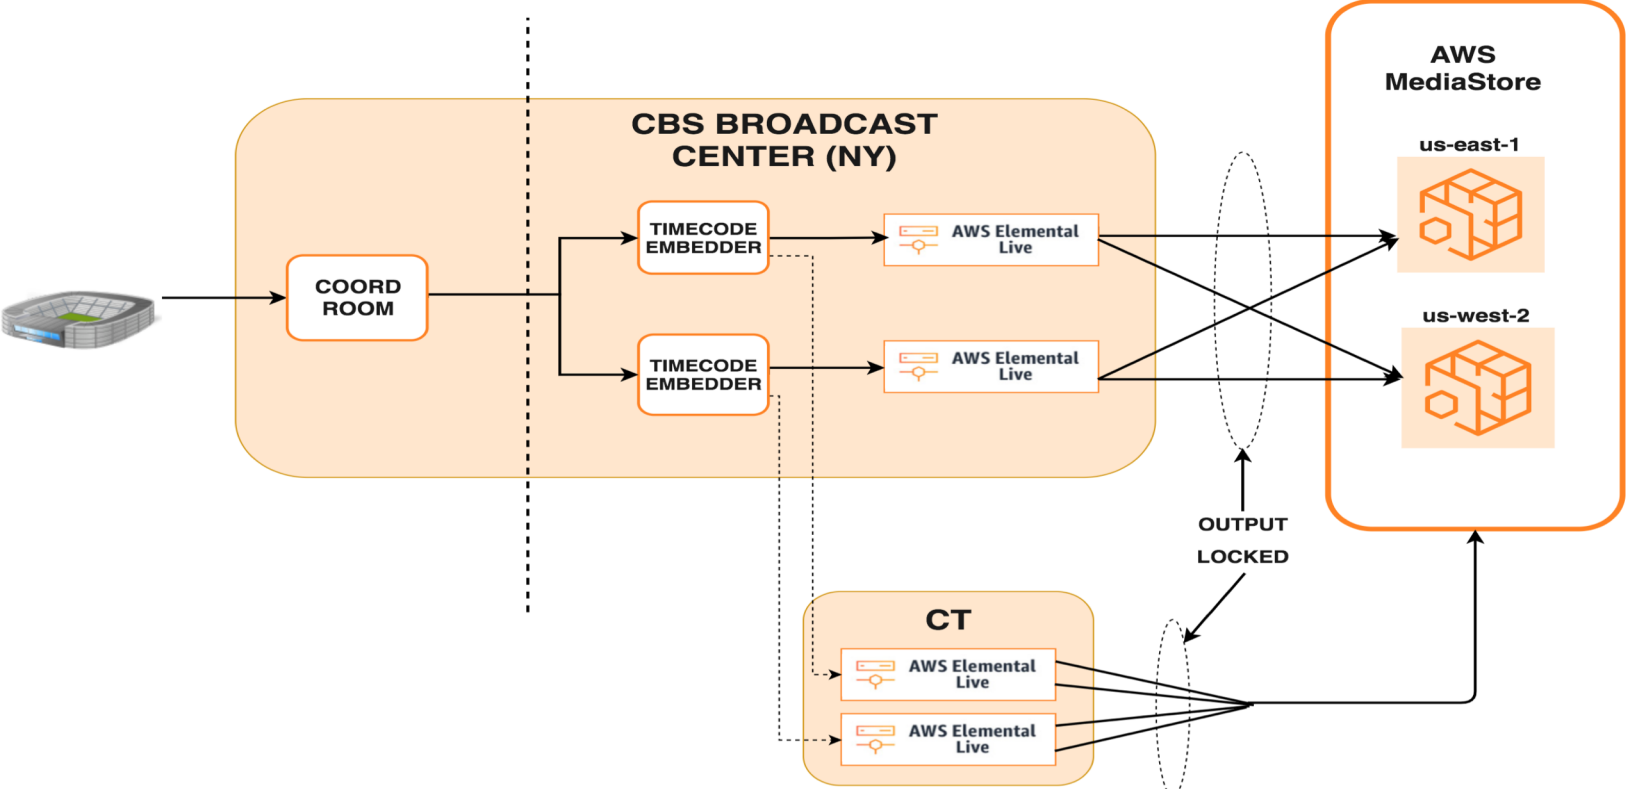 AWS
MediaStore
CBS BROADCAST
CENTER (NY)
us-east-1
TIMECODE
EMBEDDER
AWS Elemental
Live
COORD
ROOM
us-west-2
TIMECODE
EMBEDDER
AWS Elemental
Live
OUTPUT
LOCKED
CT
AWS Elemental
Live
AWS Elemental
Live